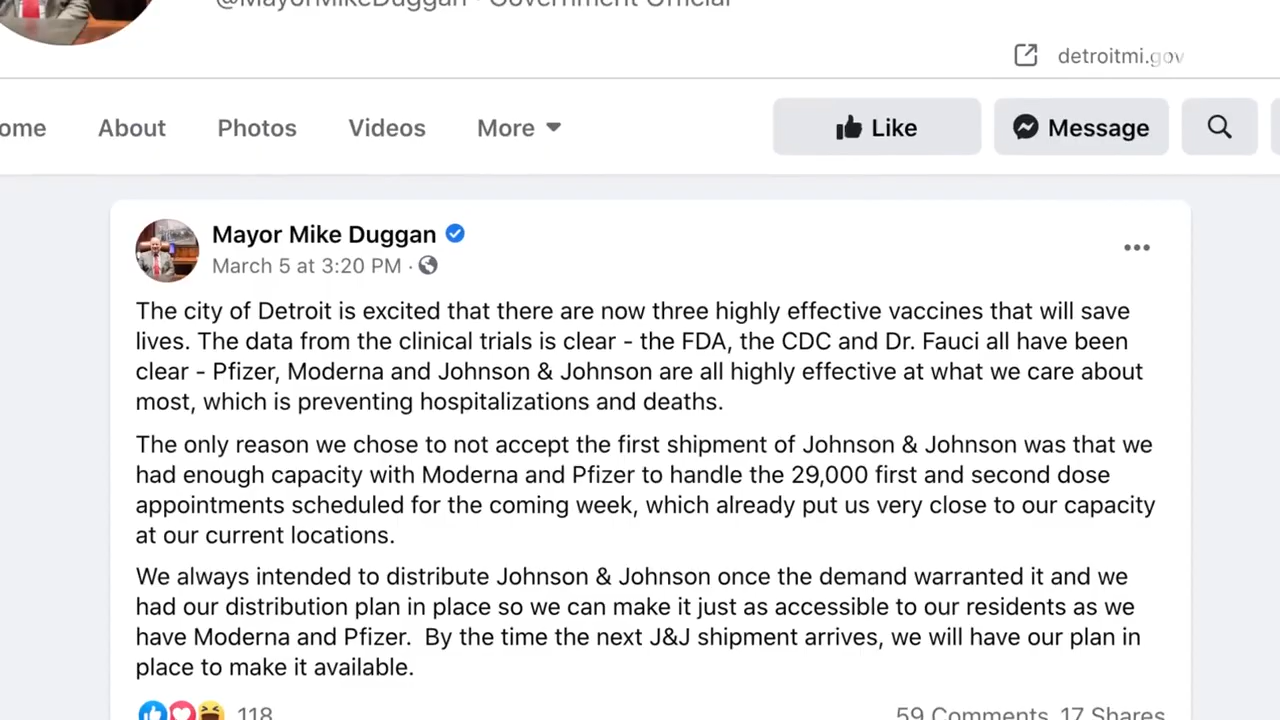 @MayorMikeDuggan · Government Official
detroitmi.gov
ome About Photos Videos More Like Message
Mayor Mike Duggan
March 5 at 3:20 PM ·
The city of Detroit is excited that there are now three highly effective vaccines that will save
lives. The data from the clinical trials is clear - the FDA, the CDC and Dr. Fauci all have been
clear - Pfizer, Moderna and Johnson & Johnson are all highly effective at what we care about
most, which is preventing hospitalizations and deaths.
The only reason we chose to not accept the first shipment of Johnson & Johnson was that we
had enough capacity with Moderna and Pfizer to handle the 29,000 first and second dose
appointments scheduled for the coming week, which already put us very close to our capacity
at our current locations.
We always intended to distribute Johnson & Johnson once the demand warranted it and we
had our distribution plan in place so we can make it just as accessible to our residents as we
have Moderna and Pfizer.  By the time the next J&J shipment arrives, we will have our plan in
place to make it available.
118 59 Comments 17 Shares